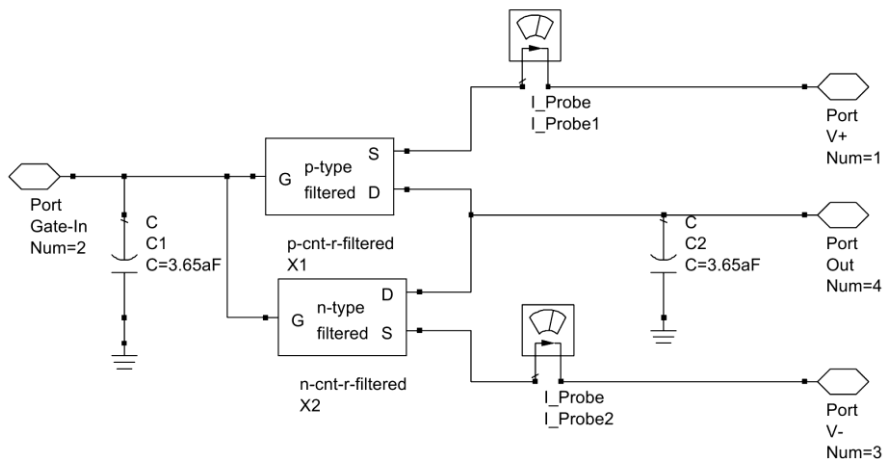 I_Probe
I_Probe1
Port
V+
Num=1
S
p-type
G
filtered
D
Port
Gate-In
Num=2
C
C1
C=3.65aF
p-cnt-r-filtered
X1
C
C2
C=3.65aF
Port
Out
Num=4
D
n-type
G
filtered
S
n-cnt-r-filtered
X2
I_Probe
I_Probe2
Port
V-
Num=3